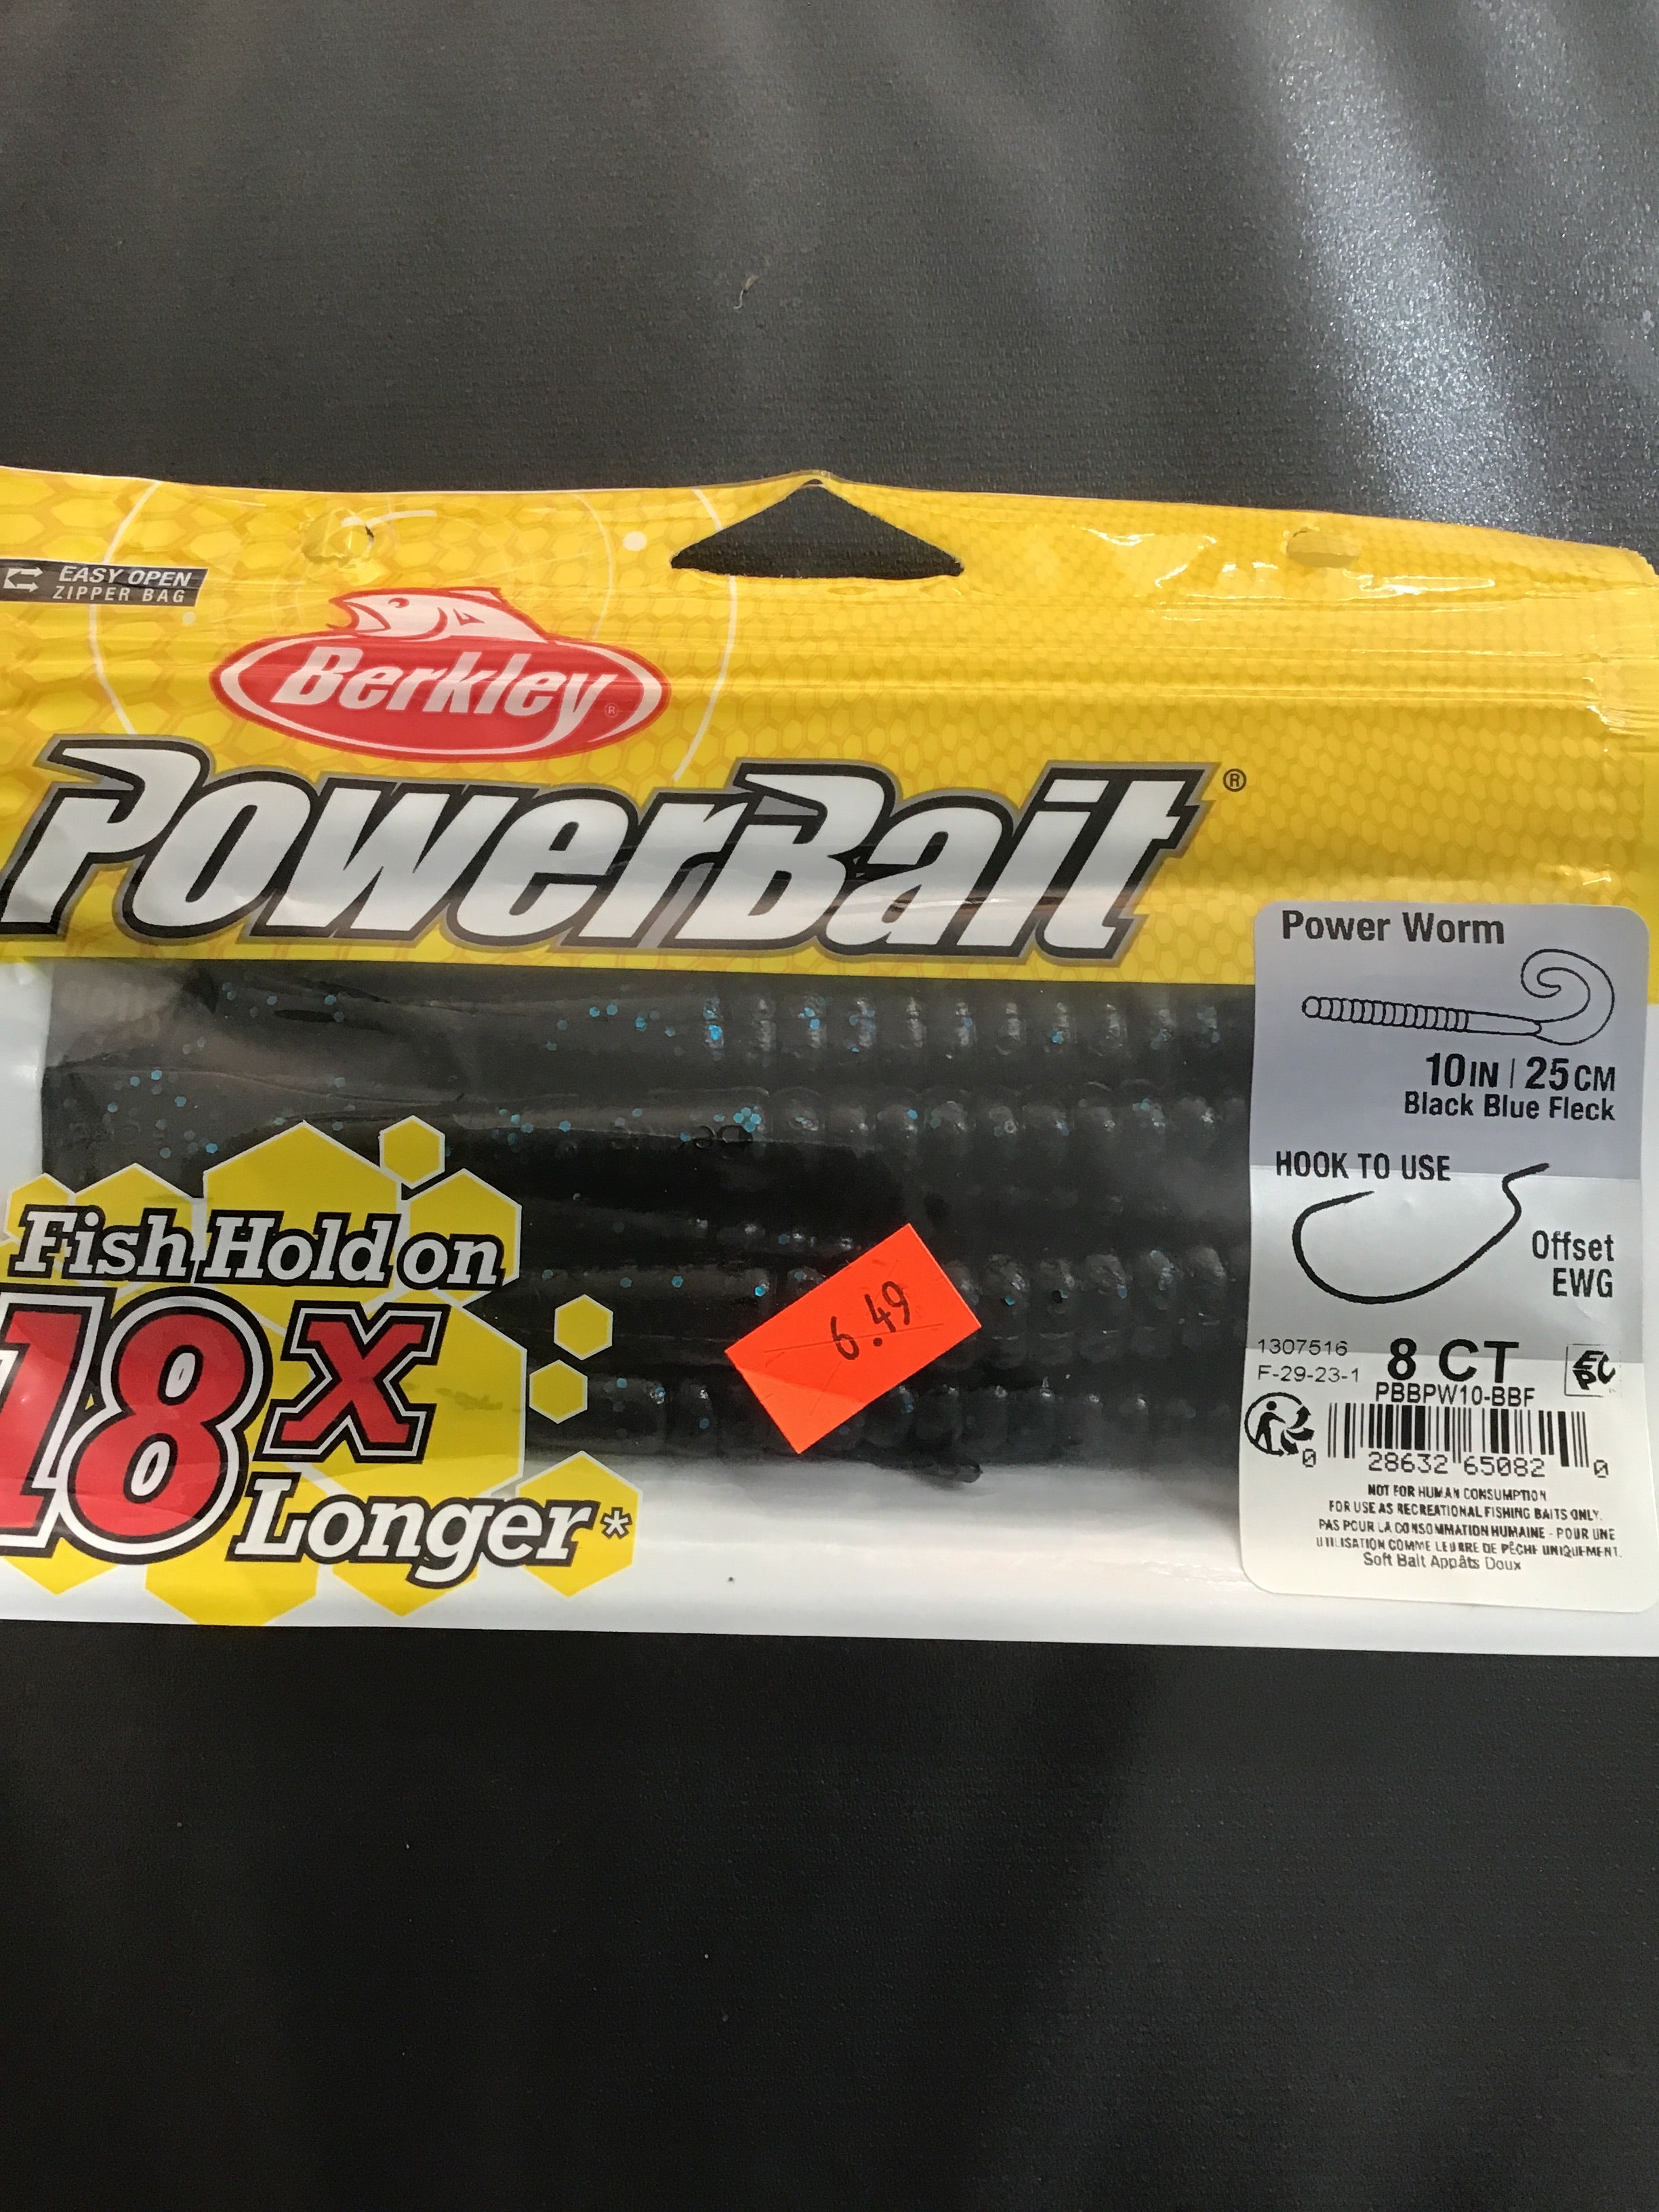 EASY OPEN
ZIPPER BAG
Berkley®
PowerBait®
Power Worm
10IN | 25CM
Black Blue Fleck
HOOK TO USE
Offset
EWG
Fish Hold on
18X
Longer*
6.49
1307516
F-29-23-1
8 CT
PBBPW10-BBF
0 28632 65082 0
NOT FOR HUMAN CONSUMPTION
FOR USE AS RECREATIONAL FISHING BAITS ONLY.
PAS POUR LA CONSOMMATION HUMAINE - POUR UNE
UTILISATION COMME LEURRE DE PÊCHE UNIQUEMENT.
Soft Bait Appâts Doux